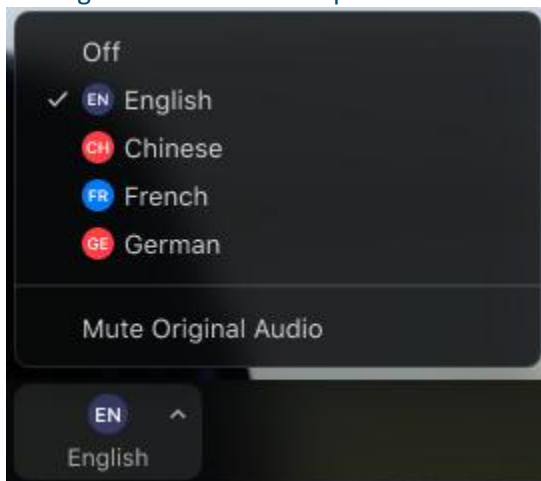 Off
EN English
CH Chinese
FR French
GE German
Mute Original Audio
EN
English